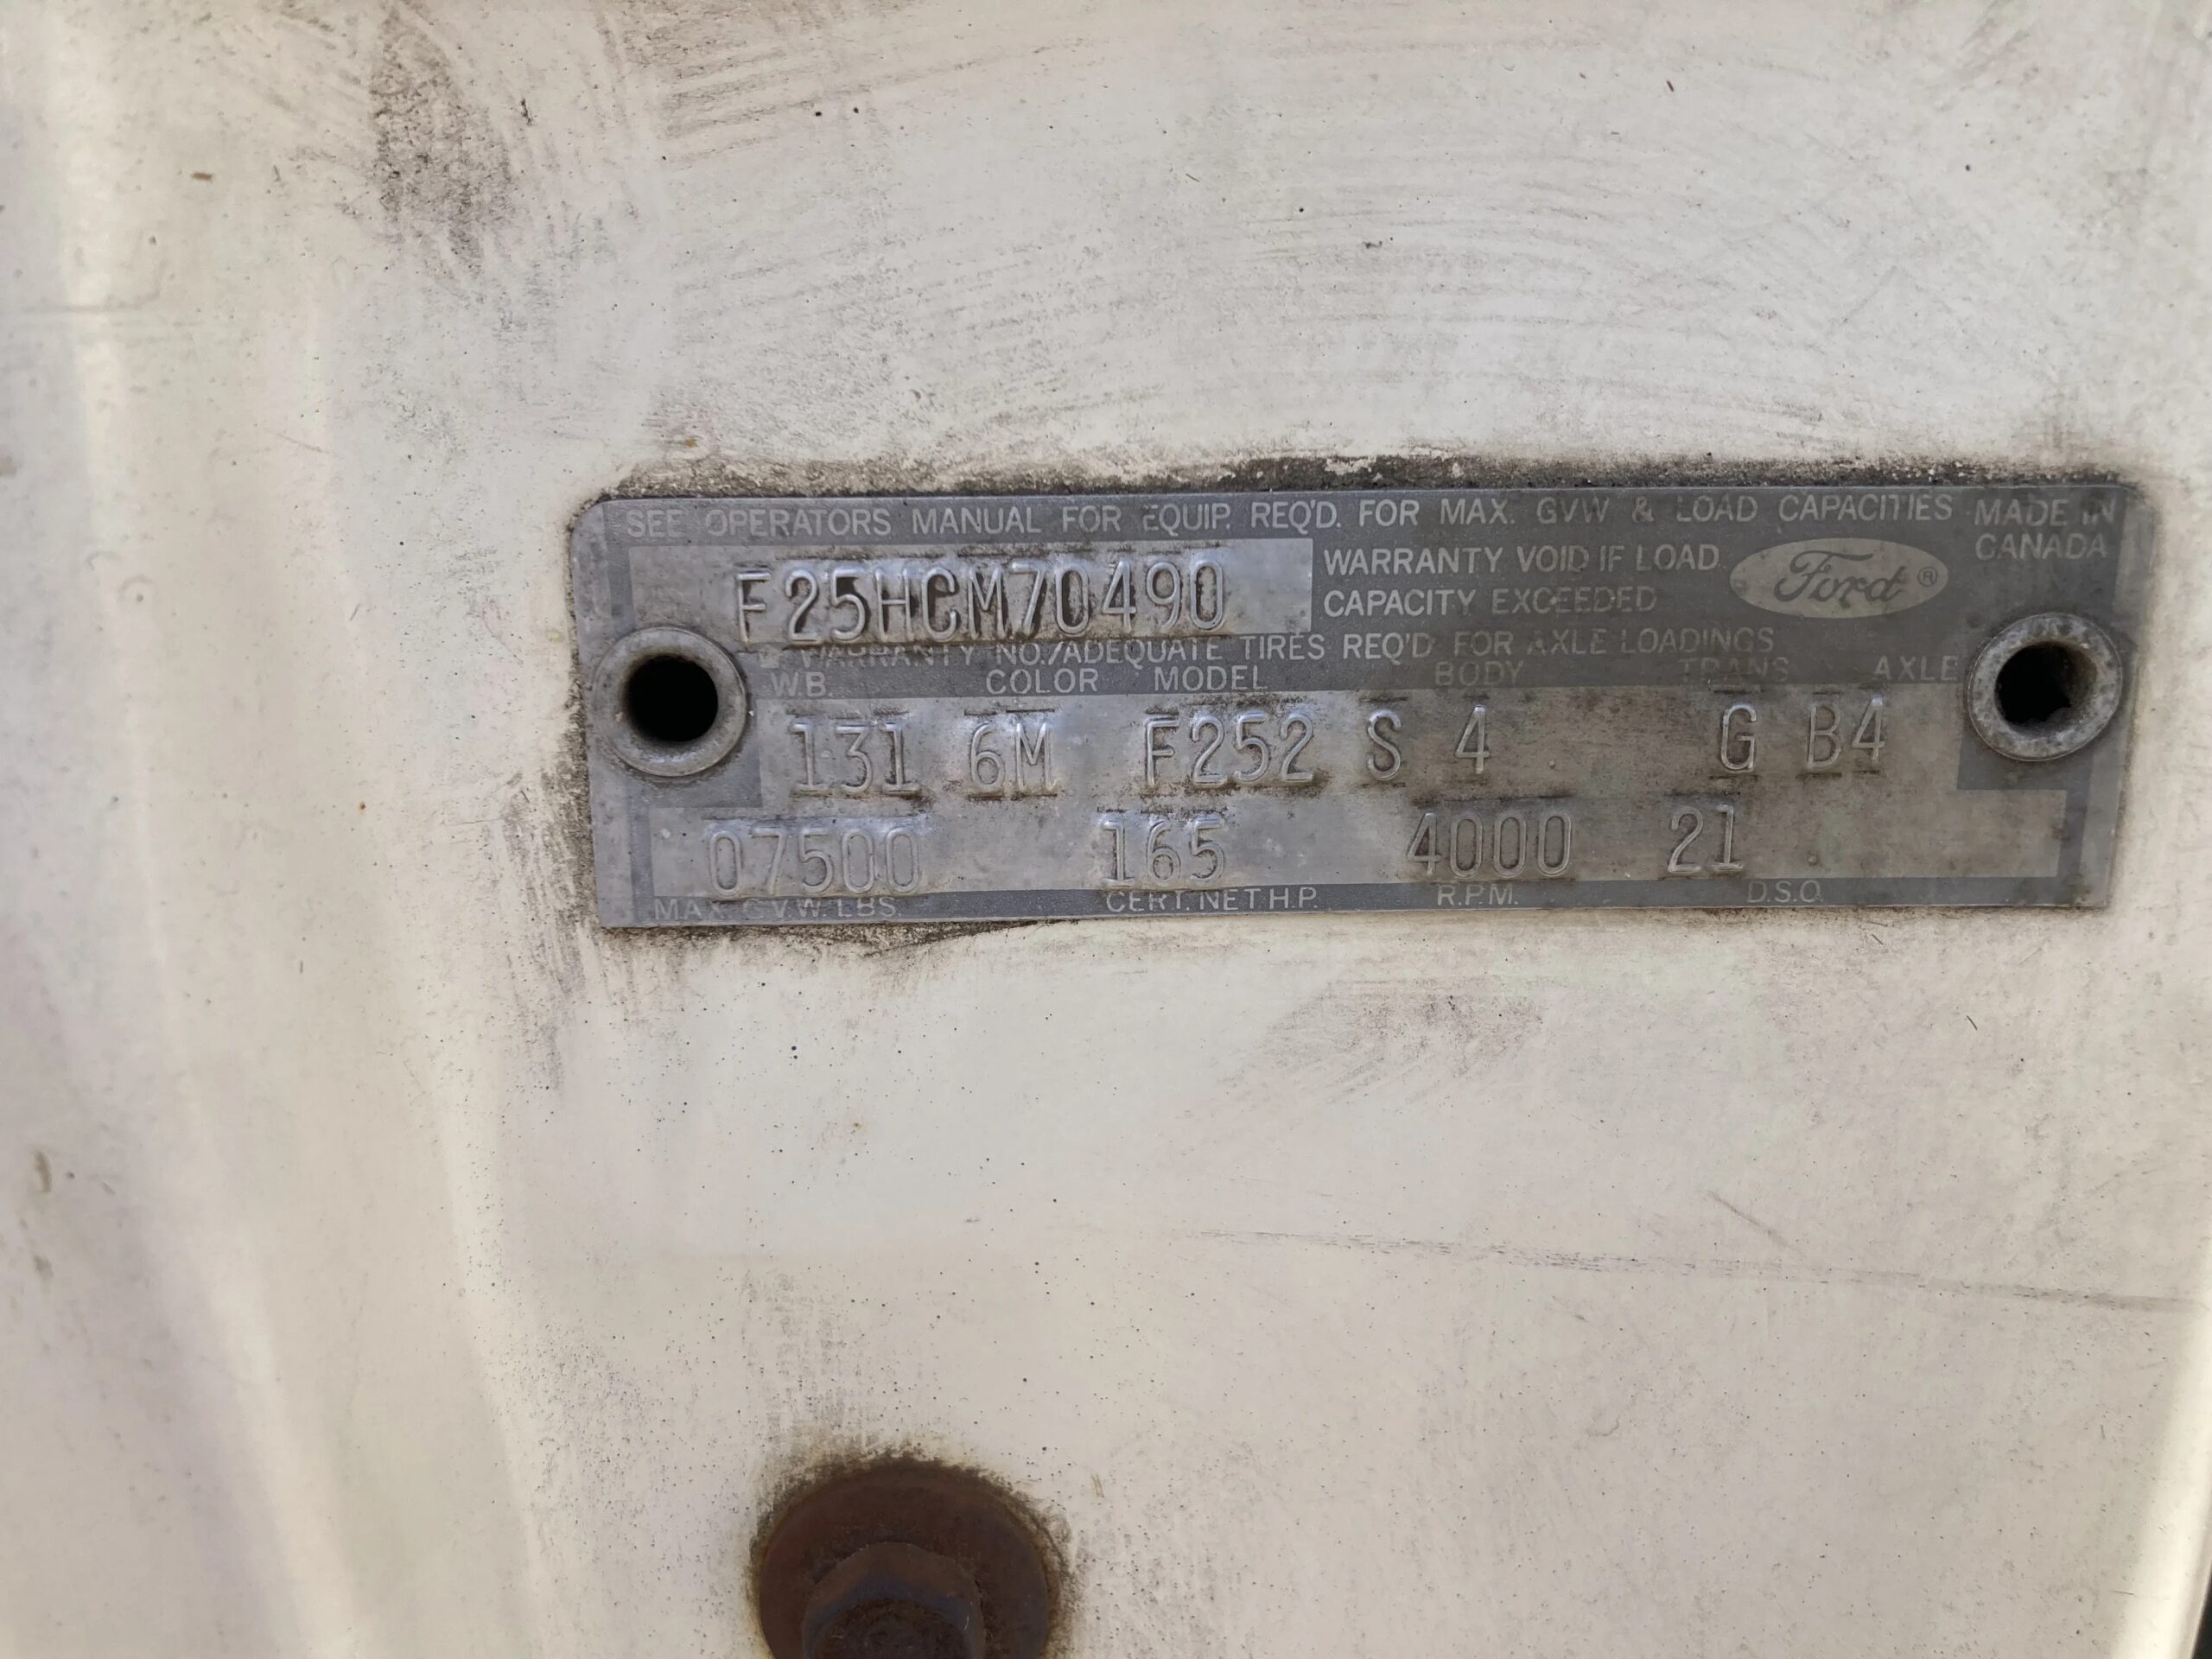 SEE OPERATORS MANUAL FOR EQUIP. REQ'D. FOR MAX. GVW & LOAD CAPACITIES MADE IN CANADA
F25HCM70490
WARRANTY VOID IF LOAD
CAPACITY EXCEEDED
Ford ®
WARRANTY NO./ADEQUATE TIRES REQ'D FOR AXLE LOADINGS
W.B. COLOR MODEL BODY TRANS AXLE
131 6M F252 S 4 G B4
07500 165 4000 21
MAX. G.V.W. LBS. CERT. NET H.P. R.P.M. D.S.O.